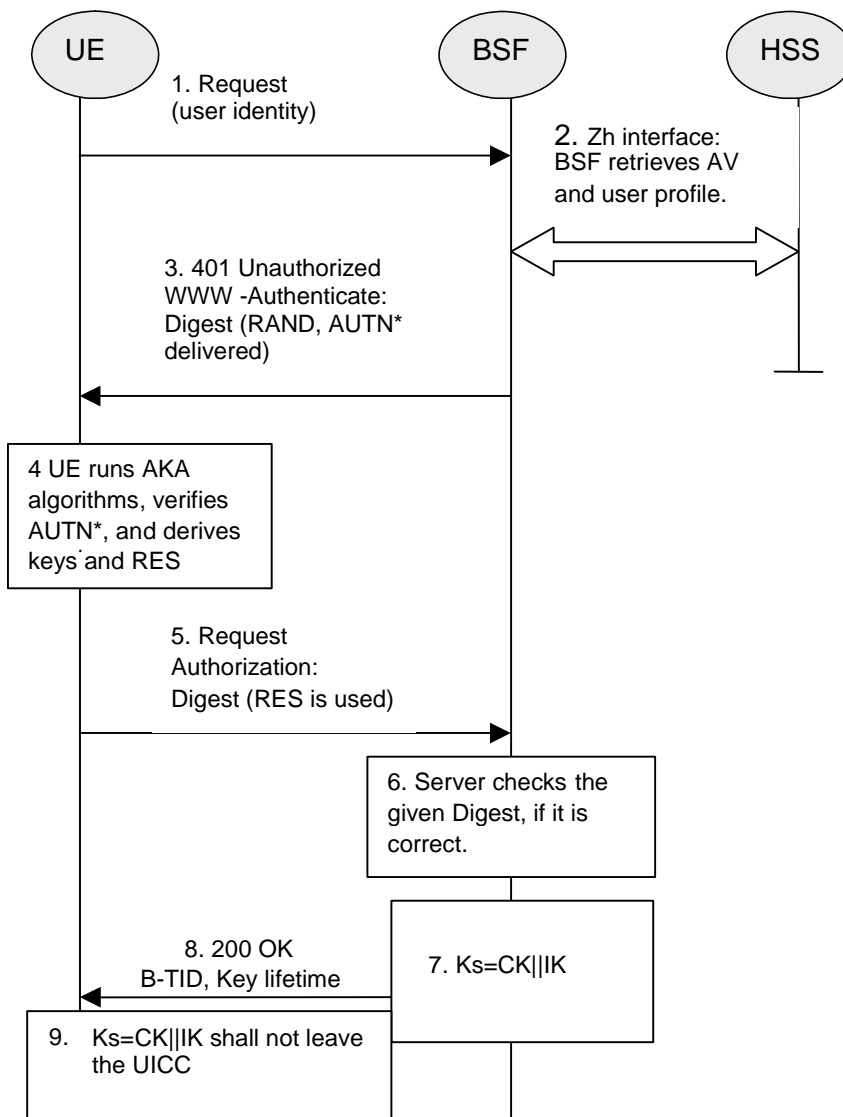 UE
BSF
HSS
1. Request
(user identity)
2. Zh interface:
BSF retrieves AV
and user profile.
3. 401 Unauthorized
WWW -Authenticate:
Digest (RAND, AUTN*
delivered)
4 UE runs AKA
algorithms, verifies
AUTN*, and derives
keys and RES
5. Request
Authorization:
Digest (RES is used)
6. Server checks the
given Digest, if it is
correct.
7. Ks=CK||IK
8. 200 OK
B-TID, Key lifetime
9. Ks=CK||IK shall not leave
the UICC